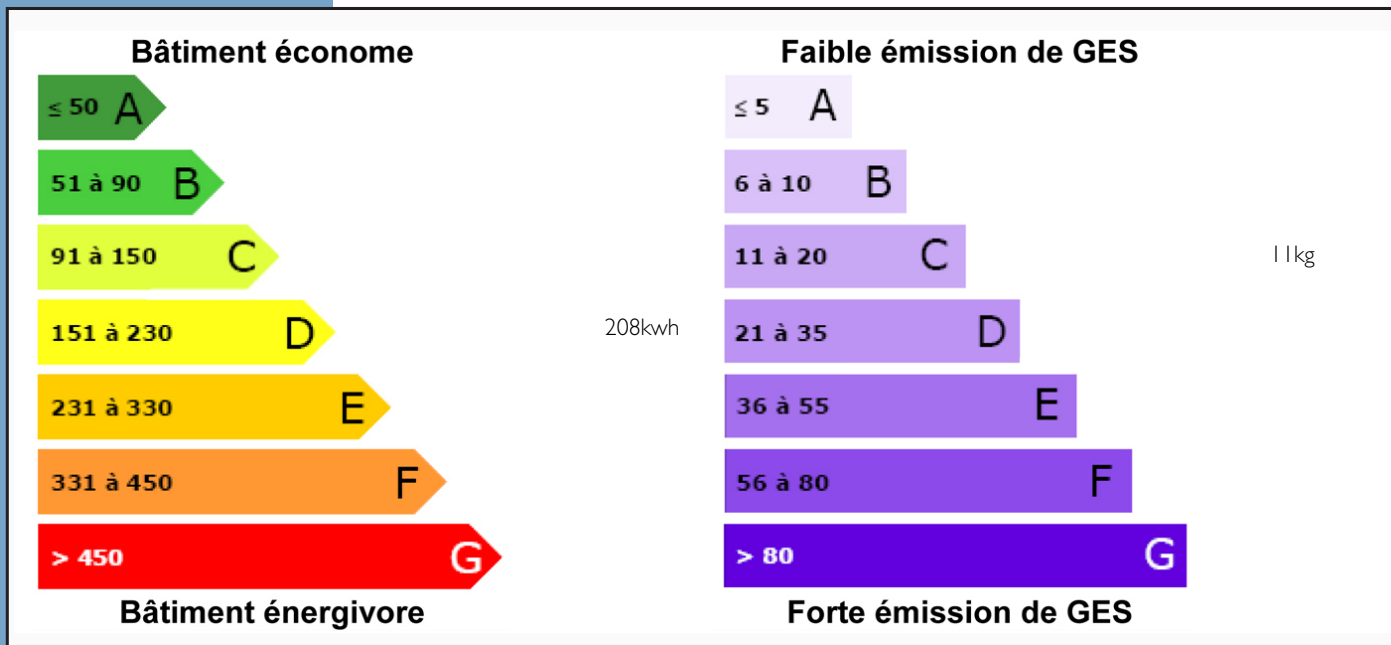 Bâtiment économe
≤ 50 A
51 à 90 B
91 à 150 C
151 à 230 D
208kwh
231 à 330 E
331 à 450 F
> 450 G
Bâtiment énergivore
Faible émission de GES
≤ 5 A
6 à 10 B
11 à 20 C
11kg
21 à 35 D
36 à 55 E
56 à 80 F
> 80 G
Forte émission de GES